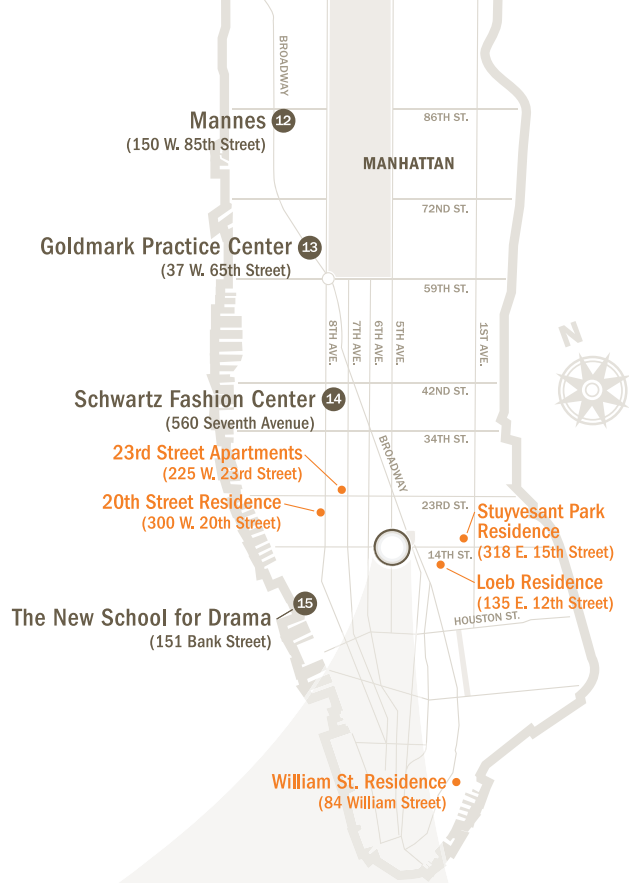 BROADWAY
Mannes 12
(150 W. 85th Street)
86TH ST.
MANHATTAN
72ND ST.
Goldmark Practice Center 13
(37 W. 65th Street)
59TH ST.
8TH AVE.
7TH AVE.
6TH AVE.
5TH AVE.
1ST AVE.
N
Schwartz Fashion Center 14
(560 Seventh Avenue)
42ND ST.
34TH ST.
BROADWAY
23rd Street Apartments
(225 W. 23rd Street)
20th Street Residence
(300 W. 20th Street)
23RD ST.
Stuyvesant Park
Residence
(318 E. 15th Street)
14TH ST.
Loeb Residence
(135 E. 12th Street)
15
The New School for Drama
(151 Bank Street)
HOUSTON ST.
William St. Residence
(84 William Street)